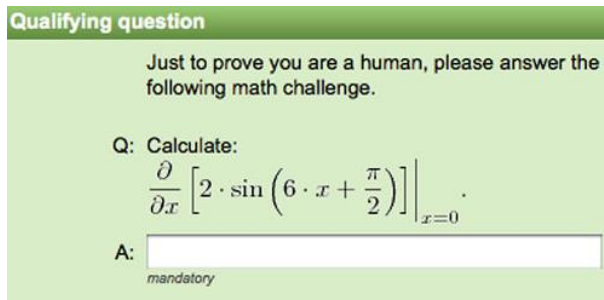 Qualifying question
Just to prove you are a human, please answer the
following math challenge.
Q: Calculate:
∂/∂x [2 · sin (6 · x + π/2)]|x=0 .
A:
mandatory